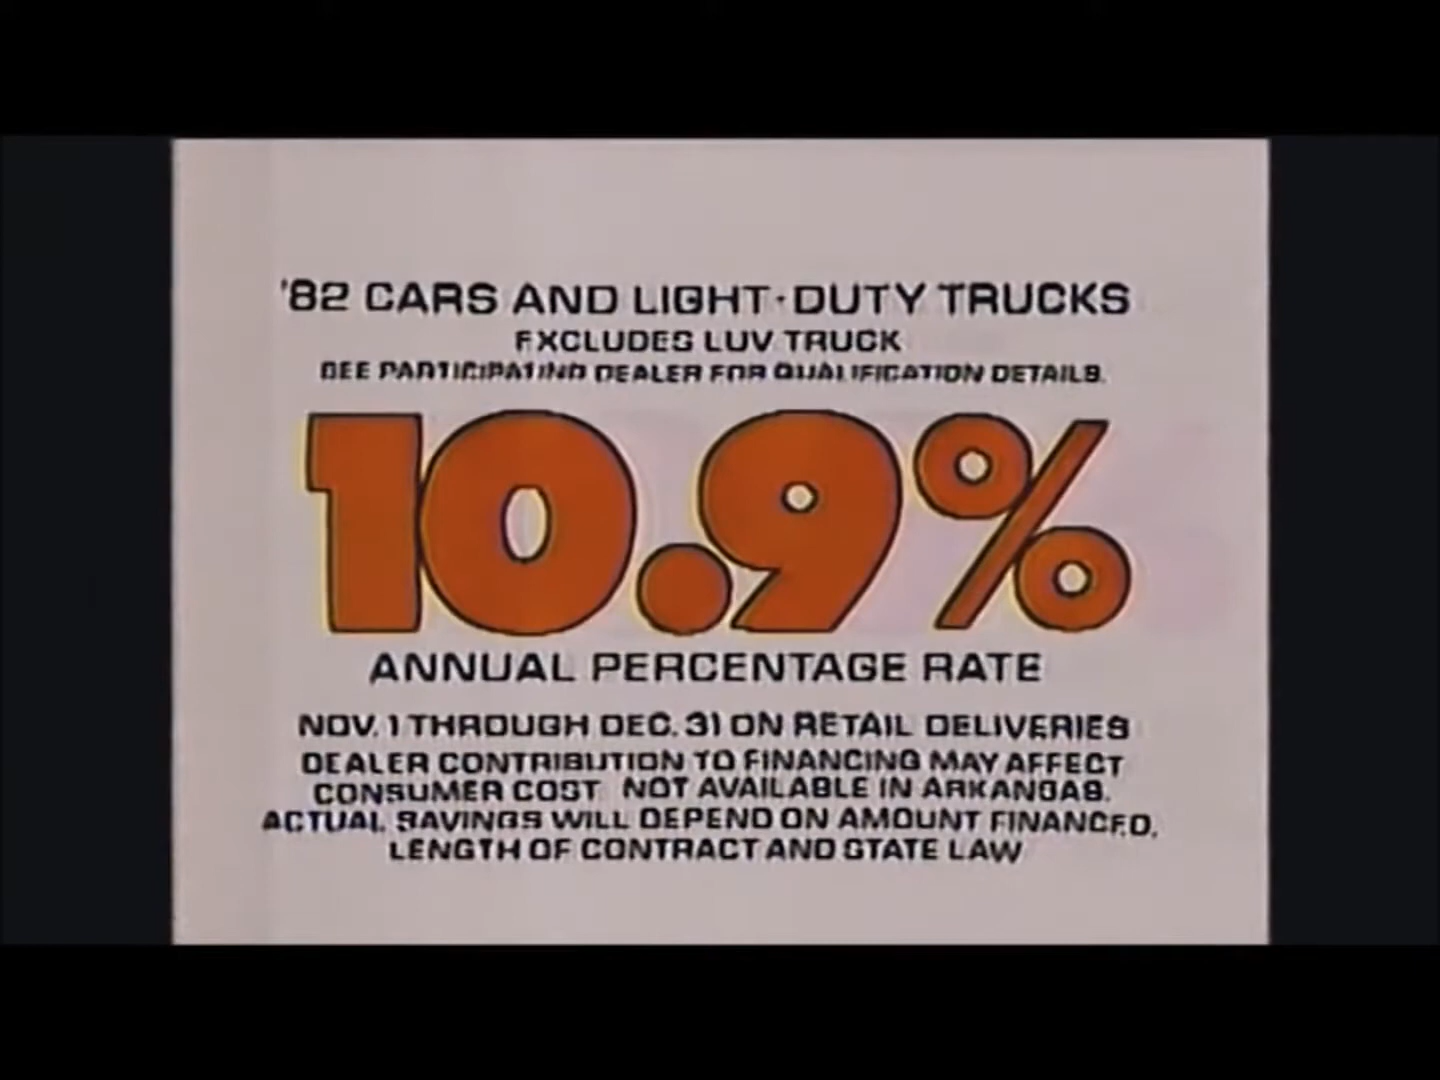 '82 CARS AND LIGHT-DUTY TRUCKS
EXCLUDES LUV TRUCK
SEE PARTICIPATING DEALER FOR QUALIFICATION DETAILS.
10.9%
ANNUAL PERCENTAGE RATE
NOV. 1 THROUGH DEC. 31 ON RETAIL DELIVERIES
DEALER CONTRIBUTION TO FINANCING MAY AFFECT
CONSUMER COST NOT AVAILABLE IN ARKANSAS.
ACTUAL SAVINGS WILL DEPEND ON AMOUNT FINANCED,
LENGTH OF CONTRACT AND STATE LAW